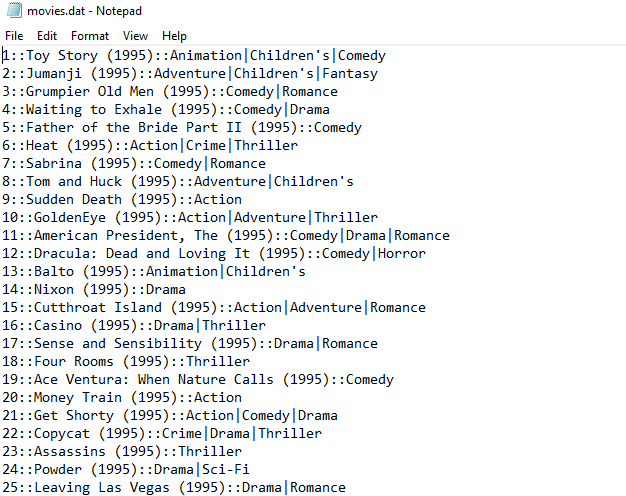 movies.dat - Notepad
File Edit Format View Help
1::Toy Story (1995)::Animation|Children's|Comedy
2::Jumanji (1995)::Adventure|Children's|Fantasy
3::Grumpier Old Men (1995)::Comedy|Romance
4::Waiting to Exhale (1995)::Comedy|Drama
5::Father of the Bride Part II (1995)::Comedy
6::Heat (1995)::Action|Crime|Thriller
7::Sabrina (1995)::Comedy|Romance
8::Tom and Huck (1995)::Adventure|Children's
9::Sudden Death (1995)::Action
10::GoldenEye (1995)::Action|Adventure|Thriller
11::American President, The (1995)::Comedy|Drama|Romance
12::Dracula: Dead and Loving It (1995)::Comedy|Horror
13::Balto (1995)::Animation|Children's
14::Nixon (1995)::Drama
15::Cutthroat Island (1995)::Action|Adventure|Romance
16::Casino (1995)::Drama|Thriller
17::Sense and Sensibility (1995)::Drama|Romance
18::Four Rooms (1995)::Thriller
19::Ace Ventura: When Nature Calls (1995)::Comedy
20::Money Train (1995)::Action
21::Get Shorty (1995)::Action|Comedy|Drama
22::Copycat (1995)::Crime|Drama|Thriller
23::Assassins (1995)::Thriller
24::Powder (1995)::Drama|Sci-Fi
25::Leaving Las Vegas (1995)::Drama|Romance